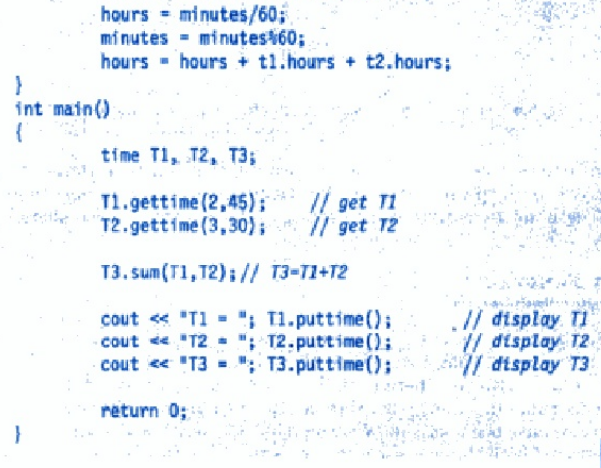 hours = minutes/60;
minutes = minutes%60;
hours = hours + t1.hours + t2.hours;
}
int main()
{
time T1, T2, T3;
T1.gettime(2,45); // get T1
T2.gettime(3,30); // get T2
T3.sum(T1,T2);// T3=T1+T2
cout << "T1 = "; T1.puttime(); // display T1
cout << "T2 = "; T2.puttime(); // display T2
cout << "T3 = "; T3.puttime(); // display T3
return 0;
}